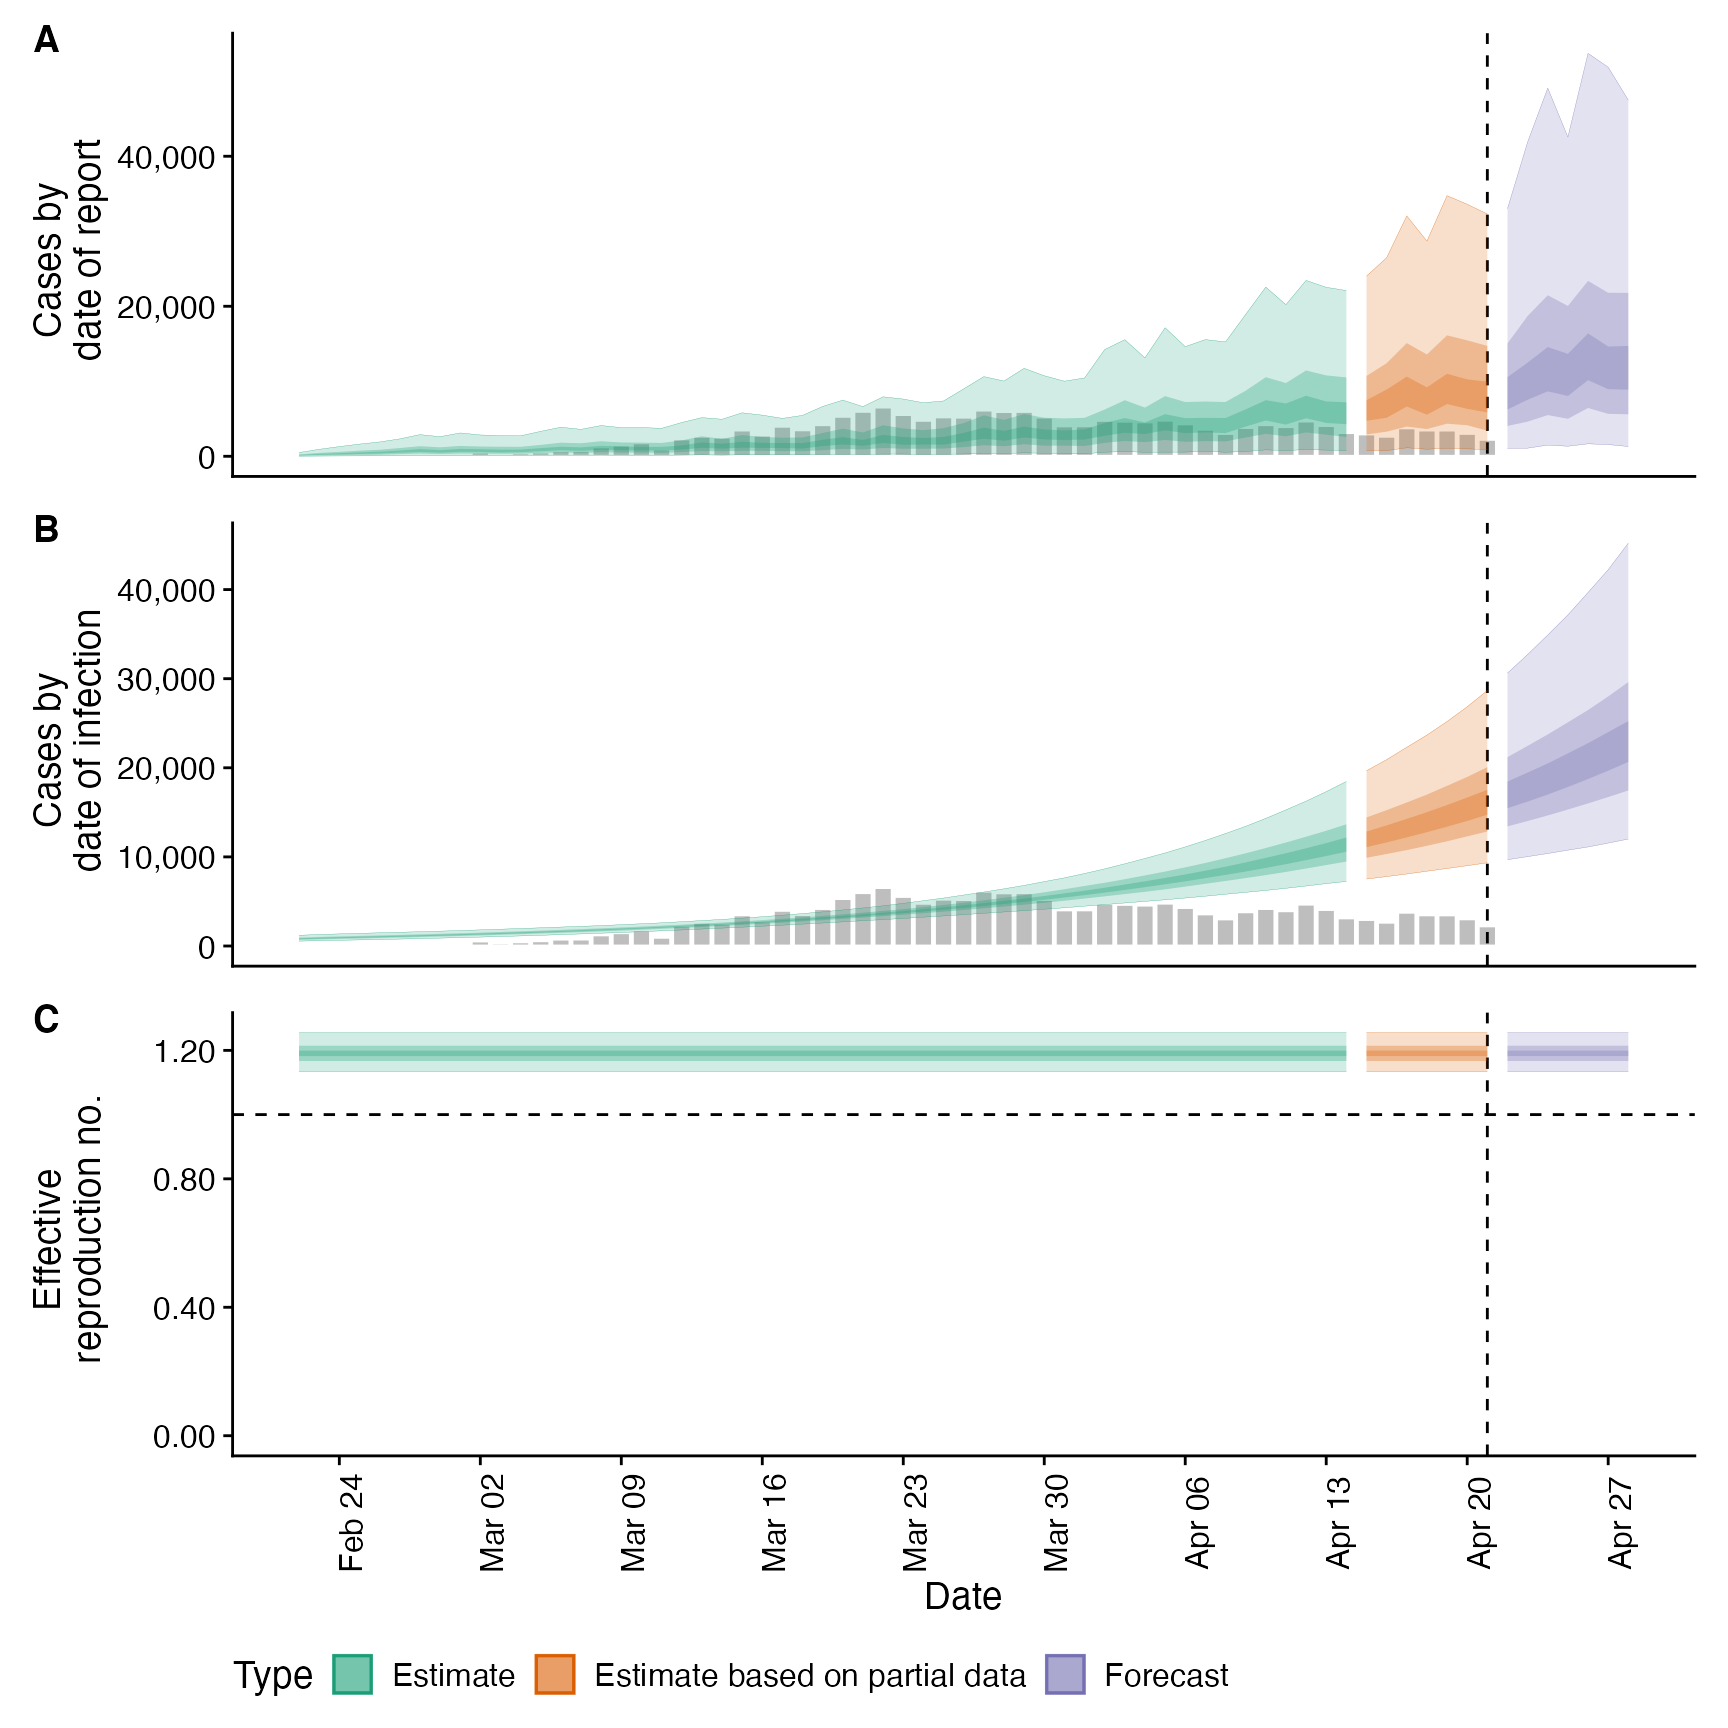 A
Cases by
date of report
40,000
20,000
0
B
Cases by
date of infection
40,000
30,000
20,000
10,000
0
C
Effective
reproduction no.
1.20
0.80
0.40
0.00
Feb 24
Mar 02
Mar 09
Mar 16
Mar 23
Mar 30
Apr 06
Apr 13
Apr 20
Apr 27
Date
Type Estimate Estimate based on partial data Forecast